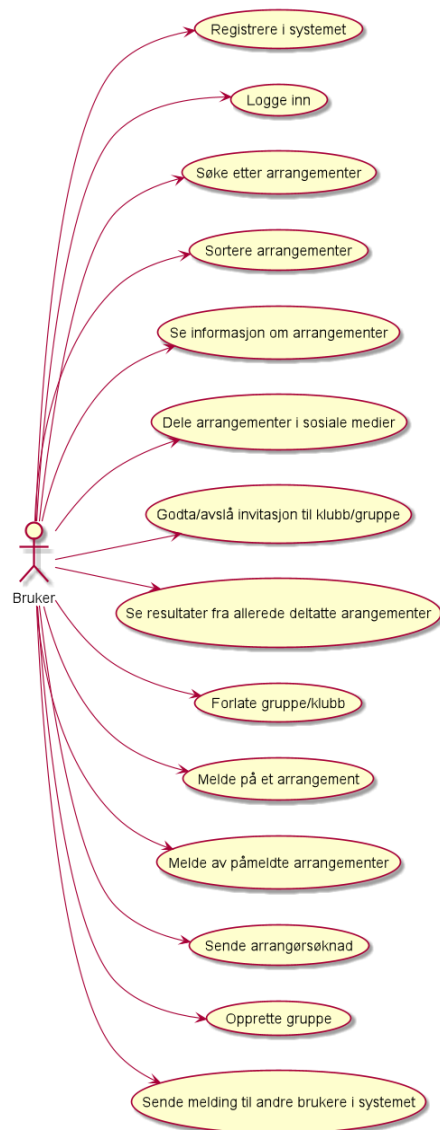 Registrere i systemet
Logge inn
Søke etter arrangementer
Sortere arrangementer
Se informasjon om arrangementer
Dele arrangementer i sosiale medier
Godta/avslå invitasjon til klubb/gruppe
Bruker
Se resultater fra allerede deltatte arangementer
Forlate gruppe/klubb
Melde på et arrangement
Melde av påmeldte arrangementer
Sende arrangørsøknad
Opprette gruppe
Sende melding til andre brukere i systemet